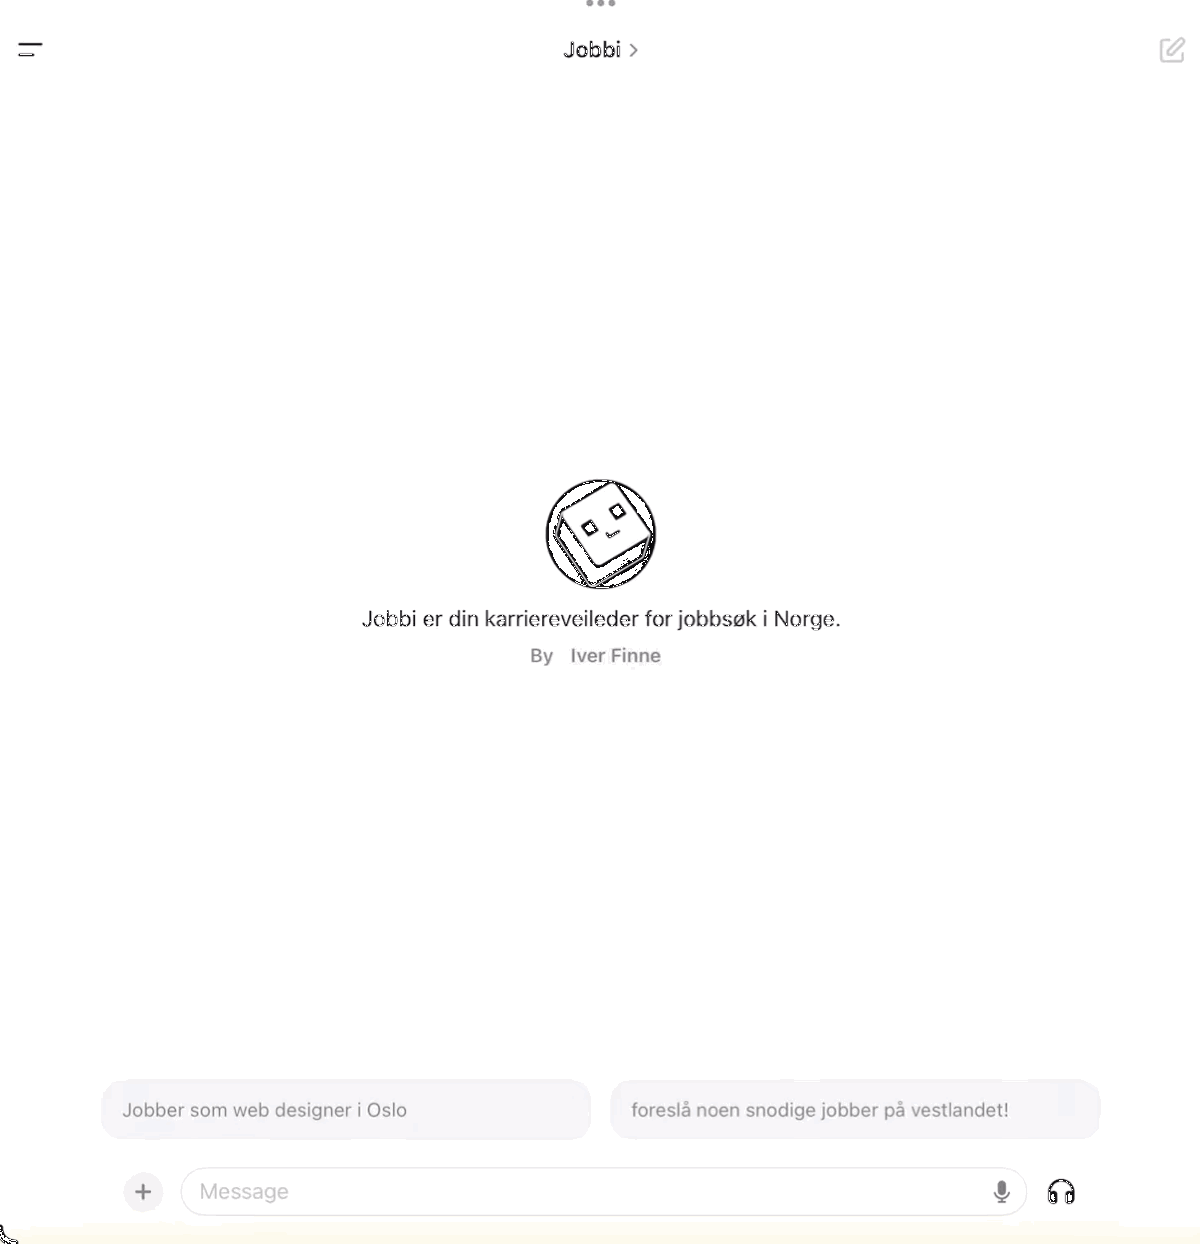 Jobbi
Jobbi er din karriereveileder for jobbsøk i Norge.
By Iver Finne
Jobber som web designer i Oslo
foreslå noen snodige jobber på vestlandet!
Message